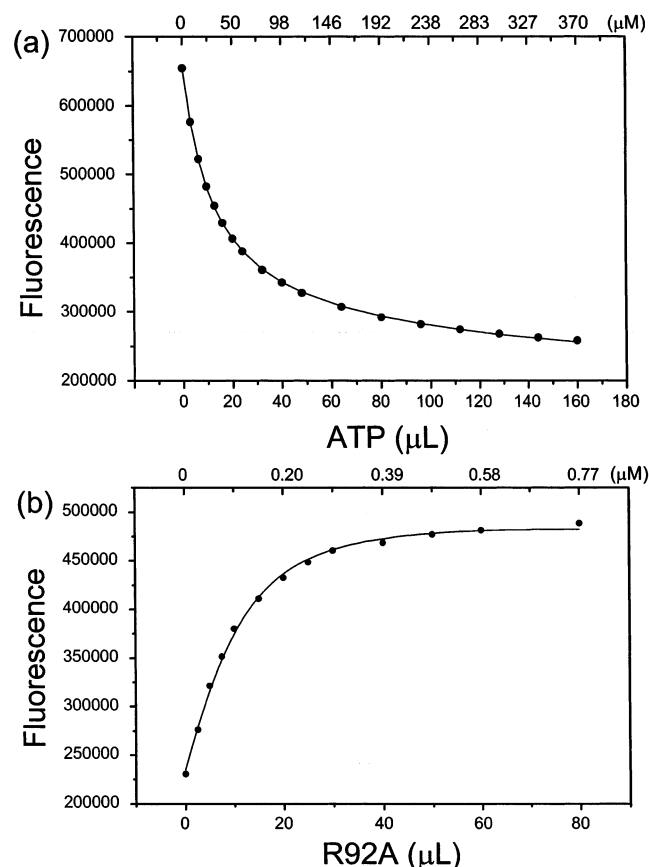 (a)
0 50 98 146 192 238 283 327 370 (μM)
700000
600000
500000
400000
300000
200000
Fluorescence
0 20 40 60 80 100 120 140 160 180
ATP (μL)
(b)
0 0.20 0.39 0.58 0.77 (μM)
500000
450000
400000
350000
300000
250000
200000
Fluorescence
0 20 40 60 80
R92A (μL)